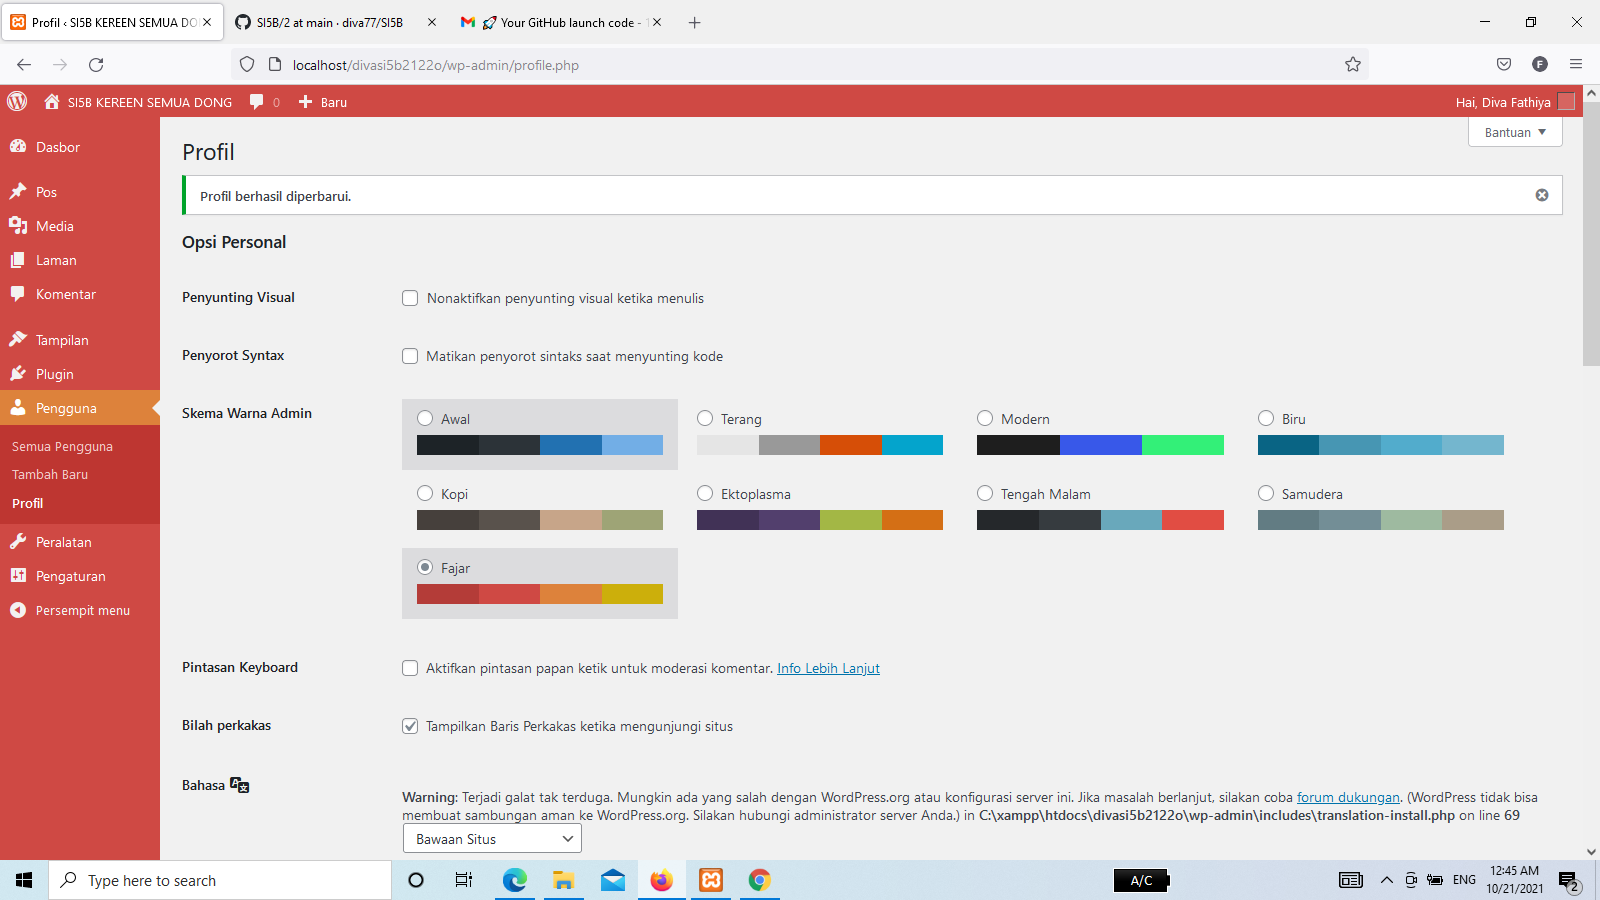 Profil ‹ SI5B KEREEN SEMUA DO
SI5B/2 at main · diva77/SI5B
Your GitHub launch code -
localhost/divasi5b2122o/wp-admin/profile.php
F
SI5B KEREEN SEMUA DONG
0
Baru
Hai, Diva Fathiya
Bantuan
Dasbor
Pos
Media
Laman
Komentar
Tampilan
Plugin
Pengguna
Semua Pengguna
Tambah Baru
Profil
Peralatan
Pengaturan
Persempit menu
Profil
Profil berhasil diperbarui.
Opsi Personal
Penyunting Visual
Nonaktifkan penyunting visual ketika menulis
Penyorot Syntax
Matikan penyorot sintaks saat menyunting kode
Skema Warna Admin
Awal
Terang
Modern
Biru
Kopi
Ektoplasma
Tengah Malam
Samudera
Fajar
Pintasan Keyboard
Aktifkan pintasan papan ketik untuk moderasi komentar. Info Lebih Lanjut
Bilah perkakas
Tampilkan Baris Perkakas ketika mengunjungi situs
Bahasa
Warning: Terjadi galat tak terduga. Mungkin ada yang salah dengan WordPress.org atau konfigurasi server ini. Jika masalah berlanjut, silakan coba forum dukungan. (WordPress tidak bisa
membuat sambungan aman ke WordPress.org. Silakan hubungi administrator server Anda.) in C:\xampp\htdocs\divasi5b2122o\wp-admin\includes\translation-install.php on line 69
Bawaan Situs
Type here to search
A/C
ENG
12:45 AM
10/21/2021
2